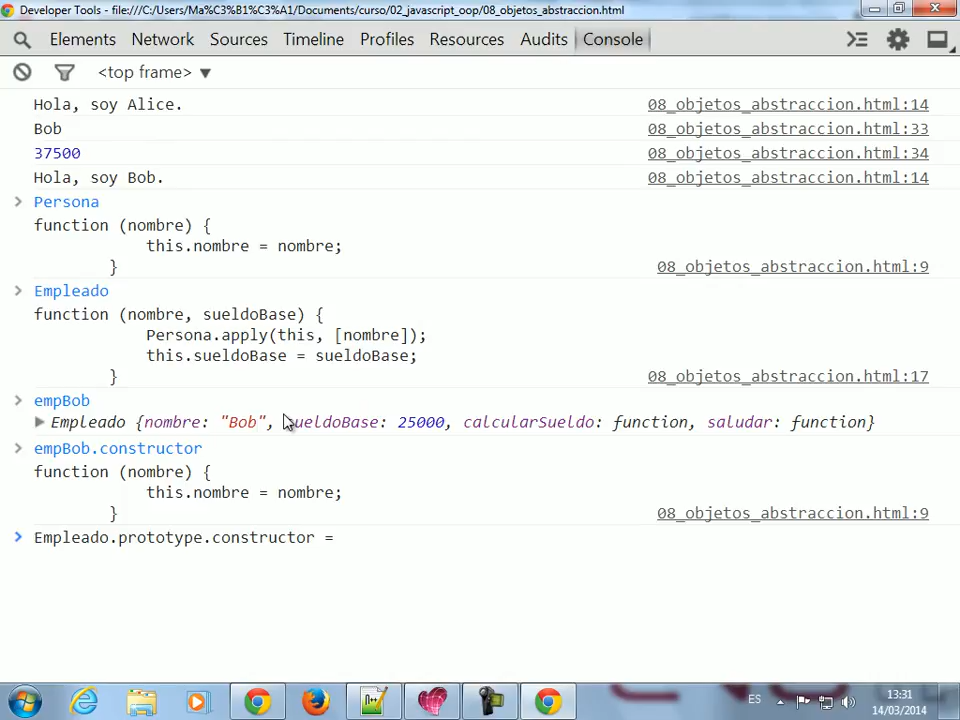 Developer Tools - file:///C:/Users/Ma%C3%B1%C3%A1/Documents/curso/02_javascript_oop/08_objetos_abstraccion.html
Elements Network Sources Timeline Profiles Resources Audits Console
<top frame> ▼
Hola, soy Alice. 08_objetos_abstraccion.html:14
Bob 08_objetos_abstraccion.html:33
37500 08_objetos_abstraccion.html:34
Hola, soy Bob. 08_objetos_abstraccion.html:14
> Persona
function (nombre) {
this.nombre = nombre;
} 08_objetos_abstraccion.html:9
> Empleado
function (nombre, sueldoBase) {
Persona.apply(this, [nombre]);
this.sueldoBase = sueldoBase;
} 08_objetos_abstraccion.html:17
> empBob
▶ Empleado {nombre: "Bob", sueldoBase: 25000, calcularSueldo: function, saludar: function}
> empBob.constructor
function (nombre) {
this.nombre = nombre;
} 08_objetos_abstraccion.html:9
> Empleado.prototype.constructor =
ES 13:31
14/03/2014